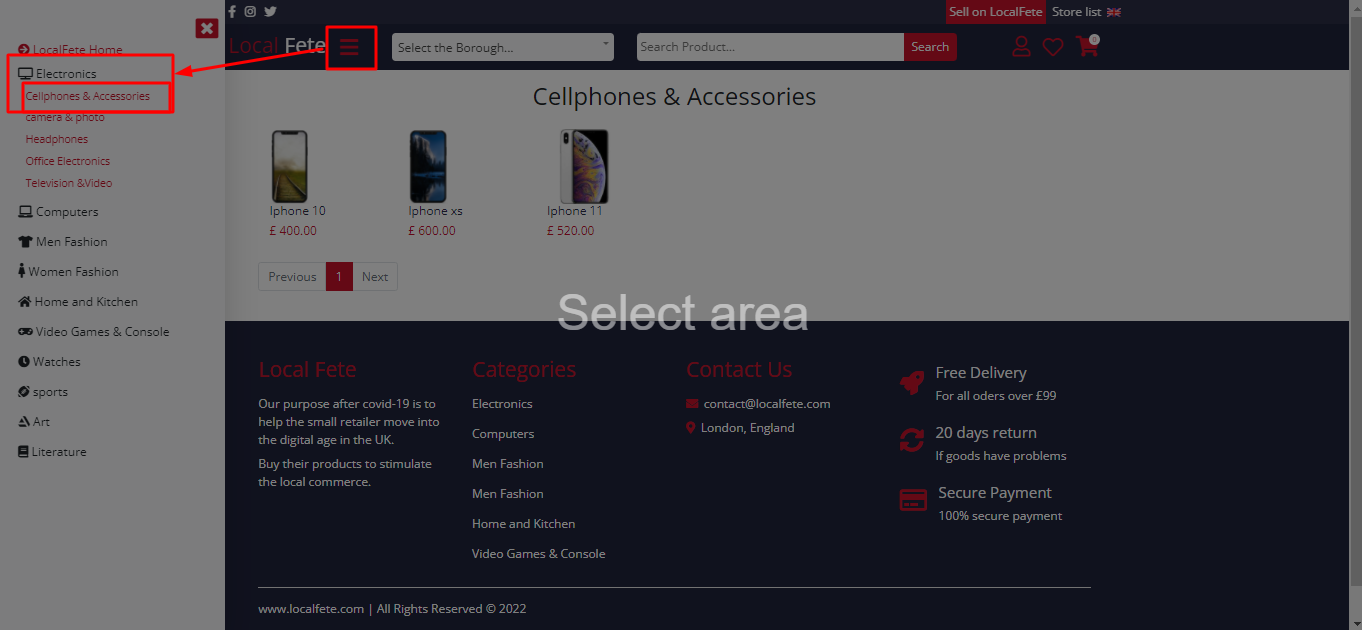 Sell on LocalFete Store list
LocalFete Home
Electronics
Cellphones & Accessories
camera & photo
Headphones
Office Electronics
Television &Video
Computers
Men Fashion
Women Fashion
Home and Kitchen
Video Games & Console
Watches
sports
Art
Literature
Local Fete
Select the Borough...
Search Product...
Search
0
Cellphones & Accessories
Iphone 10
£ 400.00
Iphone xs
£ 600.00
Iphone 11
£ 520.00
Previous 1 Next
Select area
Local Fete
Our purpose after covid-19 is to
help the small retailer move into
the digital age in the UK.
Buy their products to stimulate
the local commerce.
Categories
Electronics
Computers
Men Fashion
Men Fashion
Home and Kitchen
Video Games & Console
Contact Us
contact@localfete.com
London, England
Free Delivery
For all oders over £99
20 days return
If goods have problems
Secure Payment
100% secure payment
www.localfete.com | All Rights Reserved © 2022